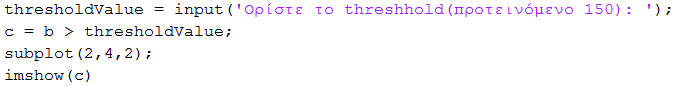 thresholdValue = input('Ορίστε το threshhold(προτεινόμενο 150): ');
c = b > thresholdValue;
subplot(2,4,2);
imshow(c)